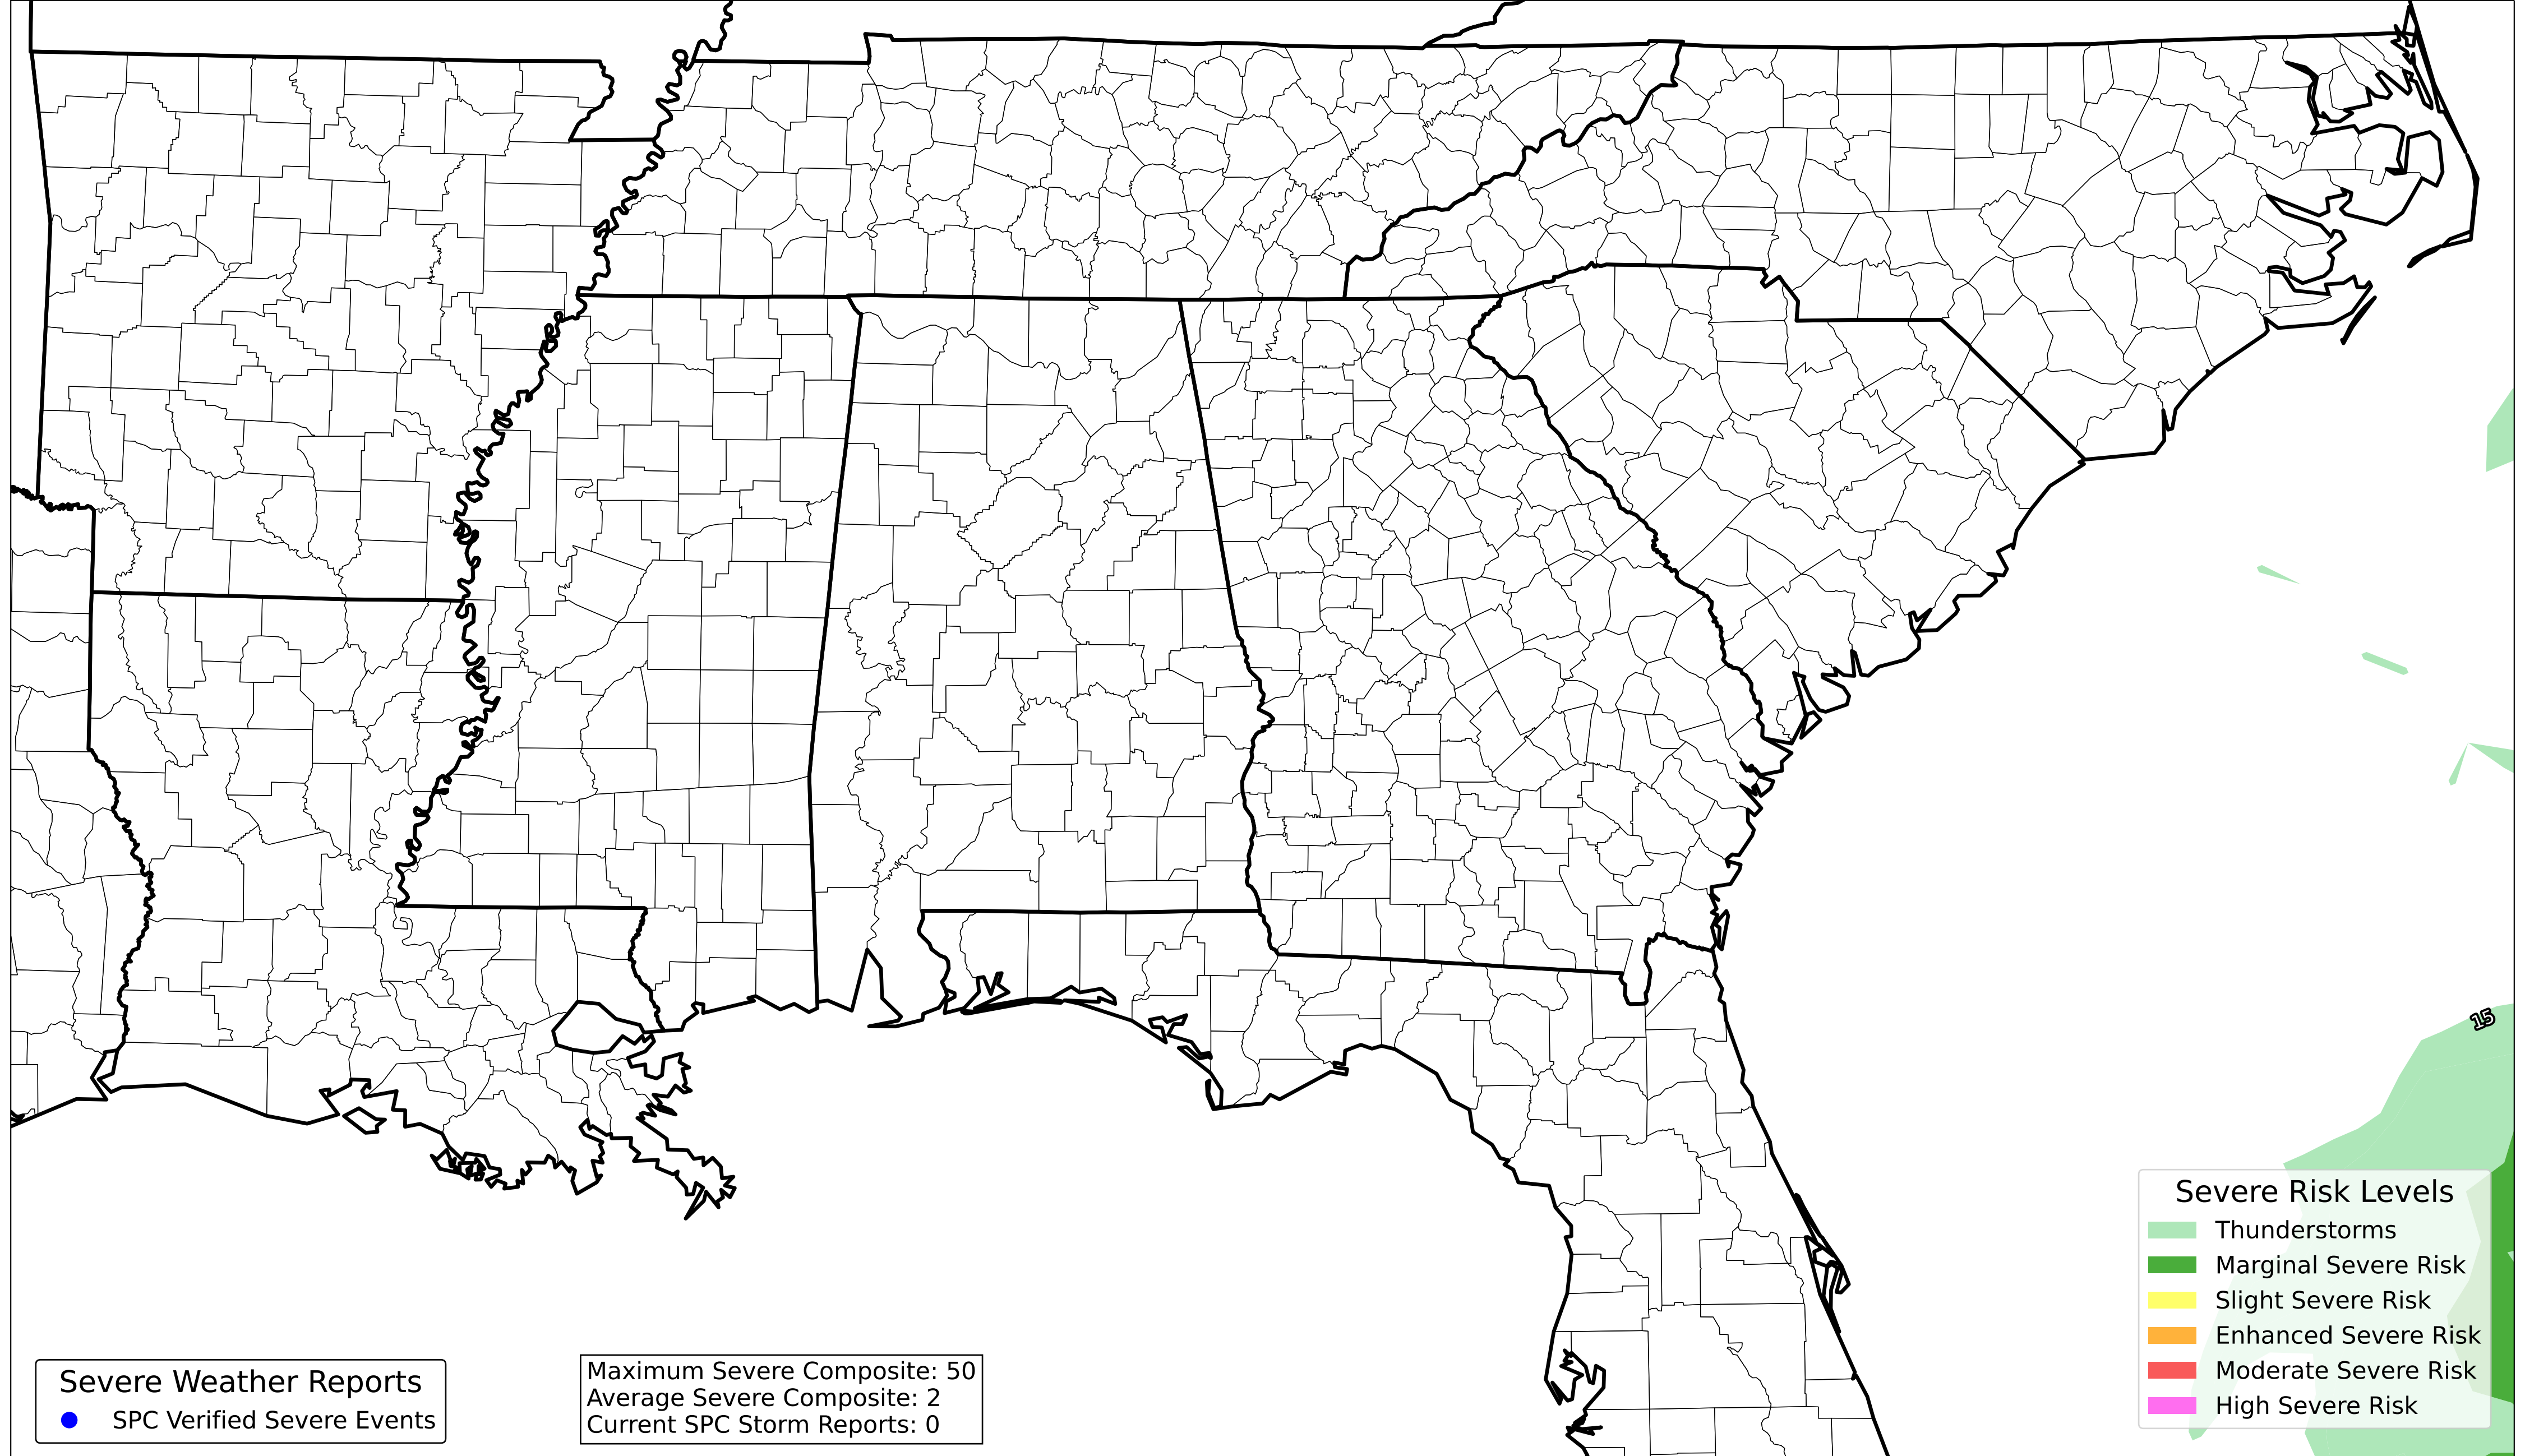 15
Severe Risk Levels
Thunderstorms
Marginal Severe Risk
Slight Severe Risk
Enhanced Severe Risk
Moderate Severe Risk
High Severe Risk
Severe Weather Reports
SPC Verified Severe Events
Maximum Severe Composite: 50
Average Severe Composite: 2
Current SPC Storm Reports: 0